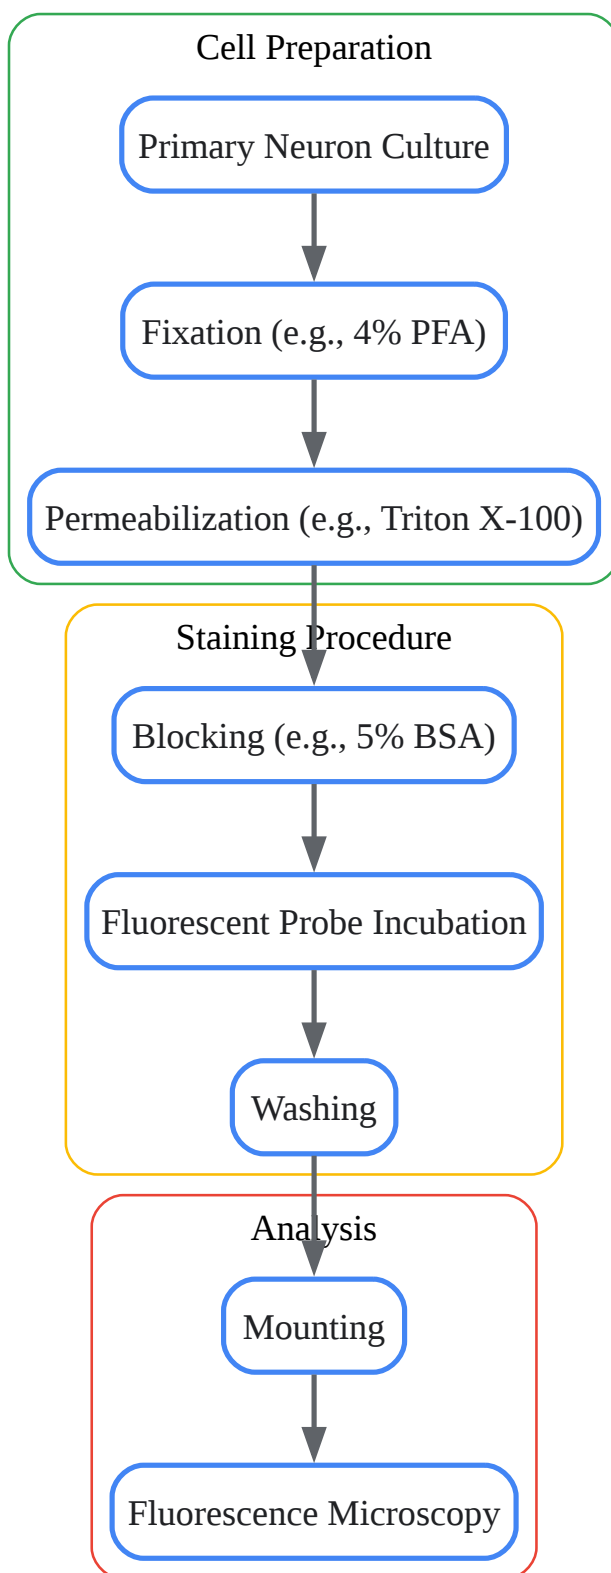 Cell Preparation
Primary Neuron Culture
Fixation (e.g., 4% PFA)
Permeabilization (e.g., Triton X-100)
Staining Procedure
Blocking (e.g., 5% BSA)
Fluorescent Probe Incubation
Washing
Analysis
Mounting
Fluorescence Microscopy